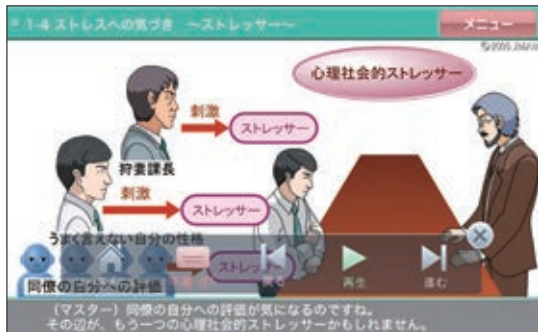 1-4 ストレスへの気づき ～ストレッサー～
メニュー
心理社会的ストレッサー
刺激
ストレッサー
狩妻課長
刺激
ストレッサー
うまく言えない自分の性格
ストレッサー
同僚の自分への評価
再生
進む
（マスター）同僚の自分への評価が気になるのですね。
その辺が、もう一つの心理社会的ストレッサーかもしれません。